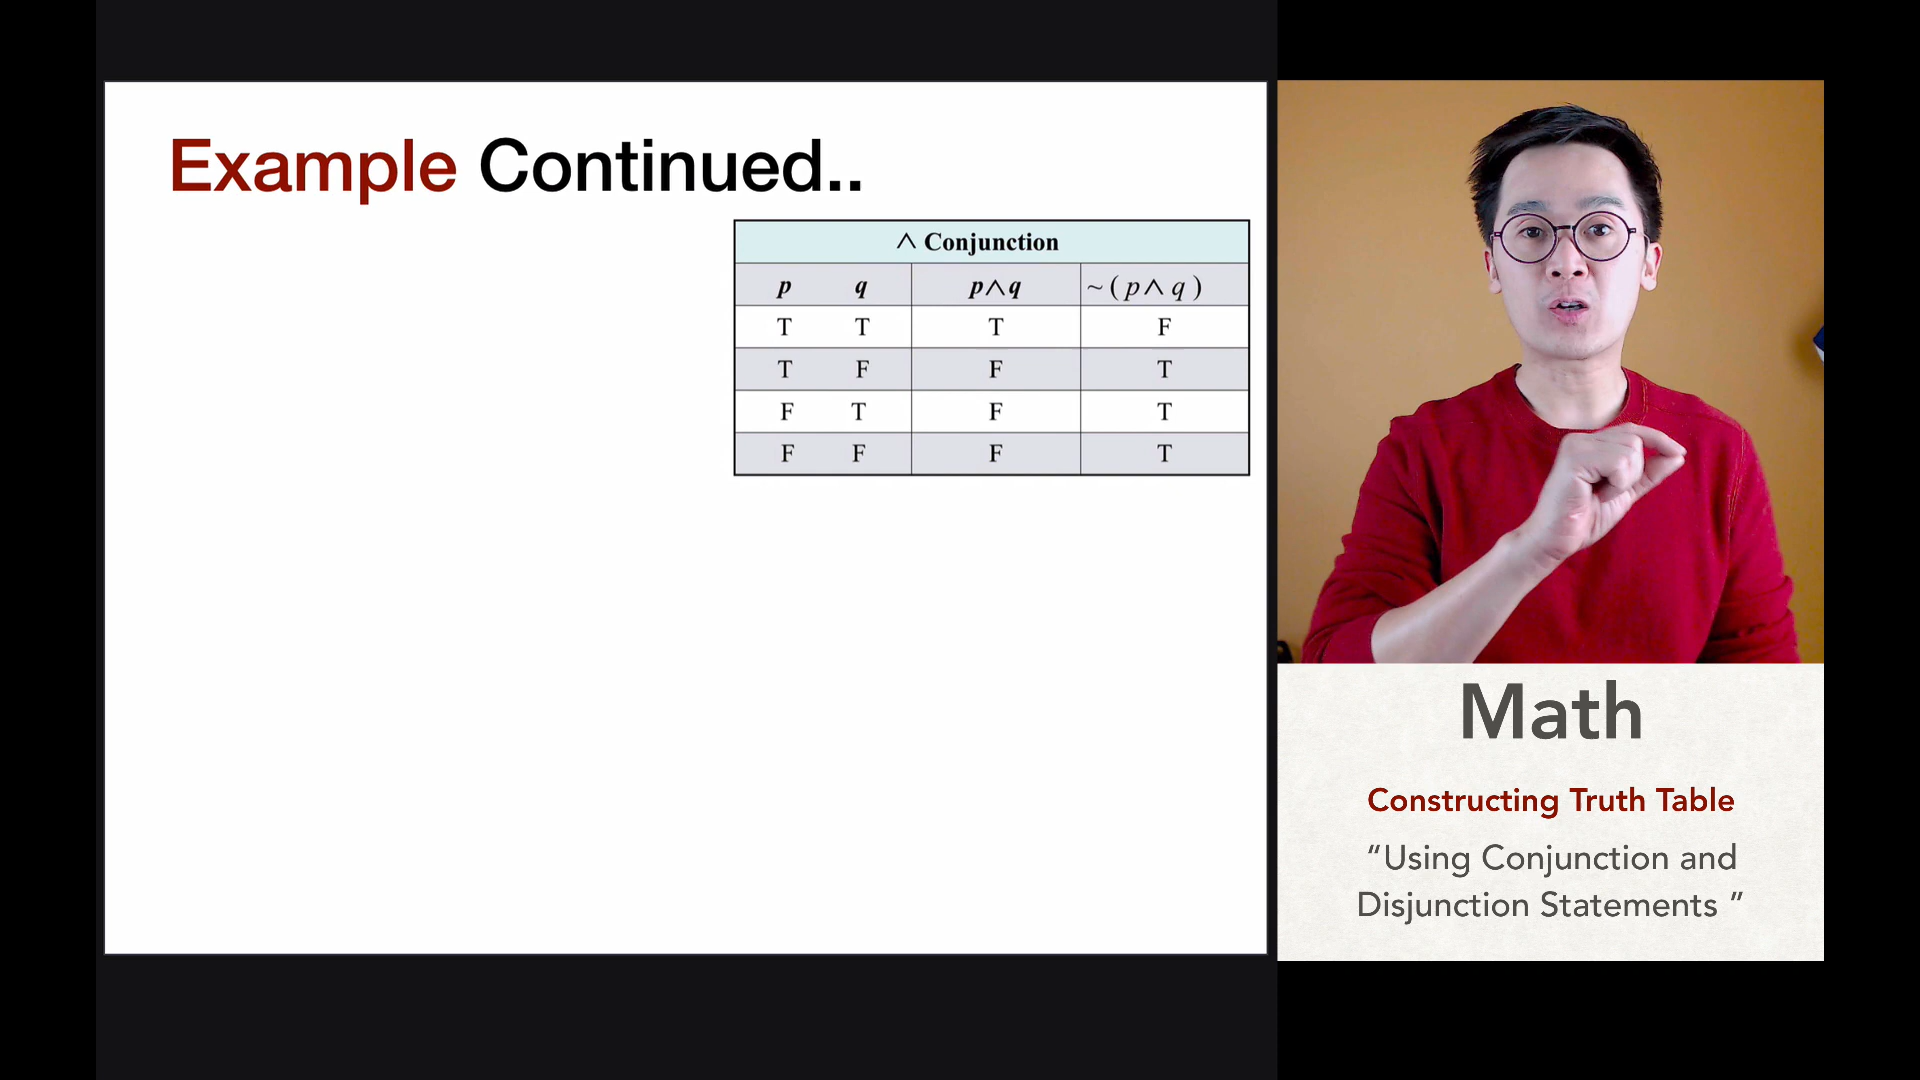 Example Continued..
∧ Conjunction
p q p∧q ~(p∧q)
T T T F
T F F T
F T F T
F F F T
Math
Constructing Truth Table
“Using Conjunction and
Disjunction Statements ”